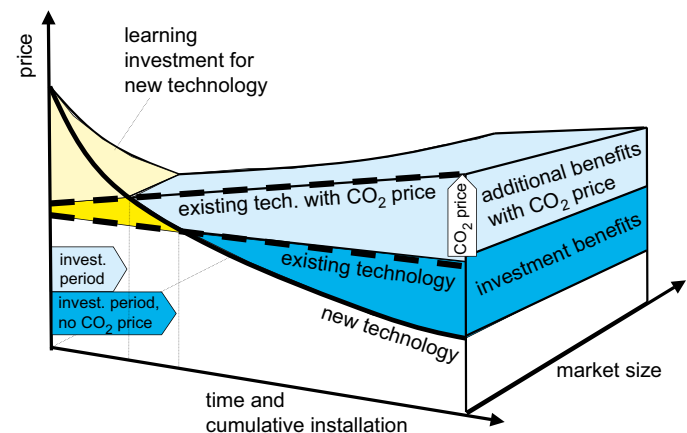 price
learning
investment for
new technology
existing tech. with CO₂ price
CO₂ price
additional benefits
with CO₂ price
existing technology
investment benefits
invest.
period
invest. period,
no CO₂ price
new technology
market size
time and
cumulative installation